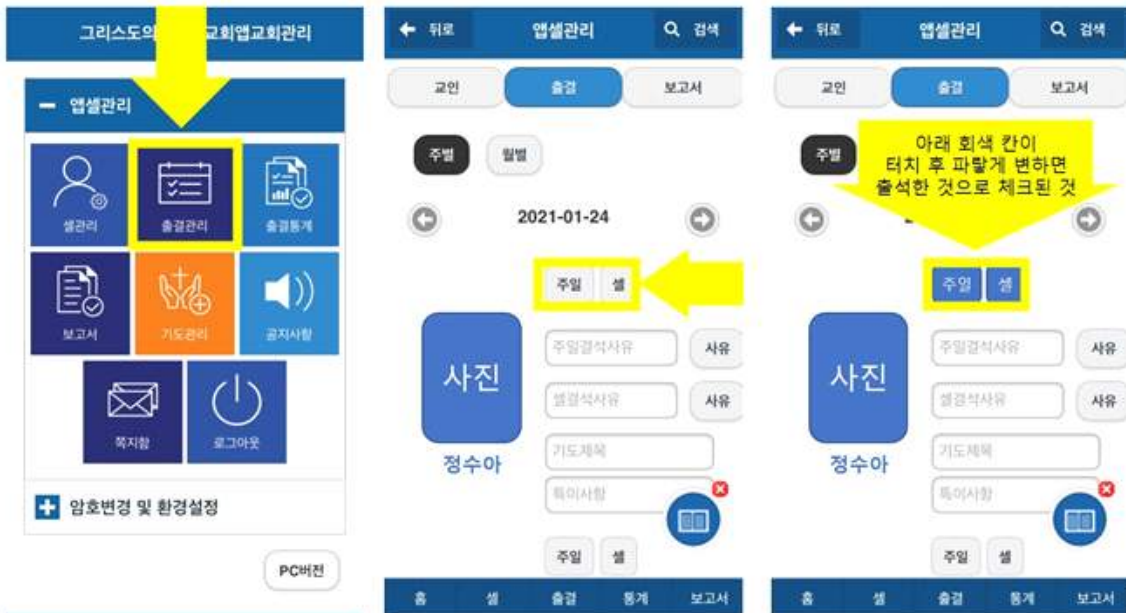 그리스도의 교회앱교회관리
앱셀관리
셀관리
출결관리
출결통계
보고서
기도관리
공지사항
쪽지함
로그아웃
암호변경 및 환경설정
PC버전
뒤로
앱셀관리
검색
교인
출결
보고서
주별
월별
2021-01-24
주일
셀
사진
주일결석사유
사유
셀결석사유
사유
정수아
기도제목
특이사항
주일
셀
홈
셀
출결
통계
보고서
뒤로
앱셀관리
검색
교인
출결
보고서
주별
아래 회색 칸이
터치 후 파랗게 변하면
출석한 것으로 체크된 것
주일
셀
사진
주일결석사유
사유
셀결석사유
사유
정수아
기도제목
특이사항
주일
셀
홈
셀
출결
통계
보고서